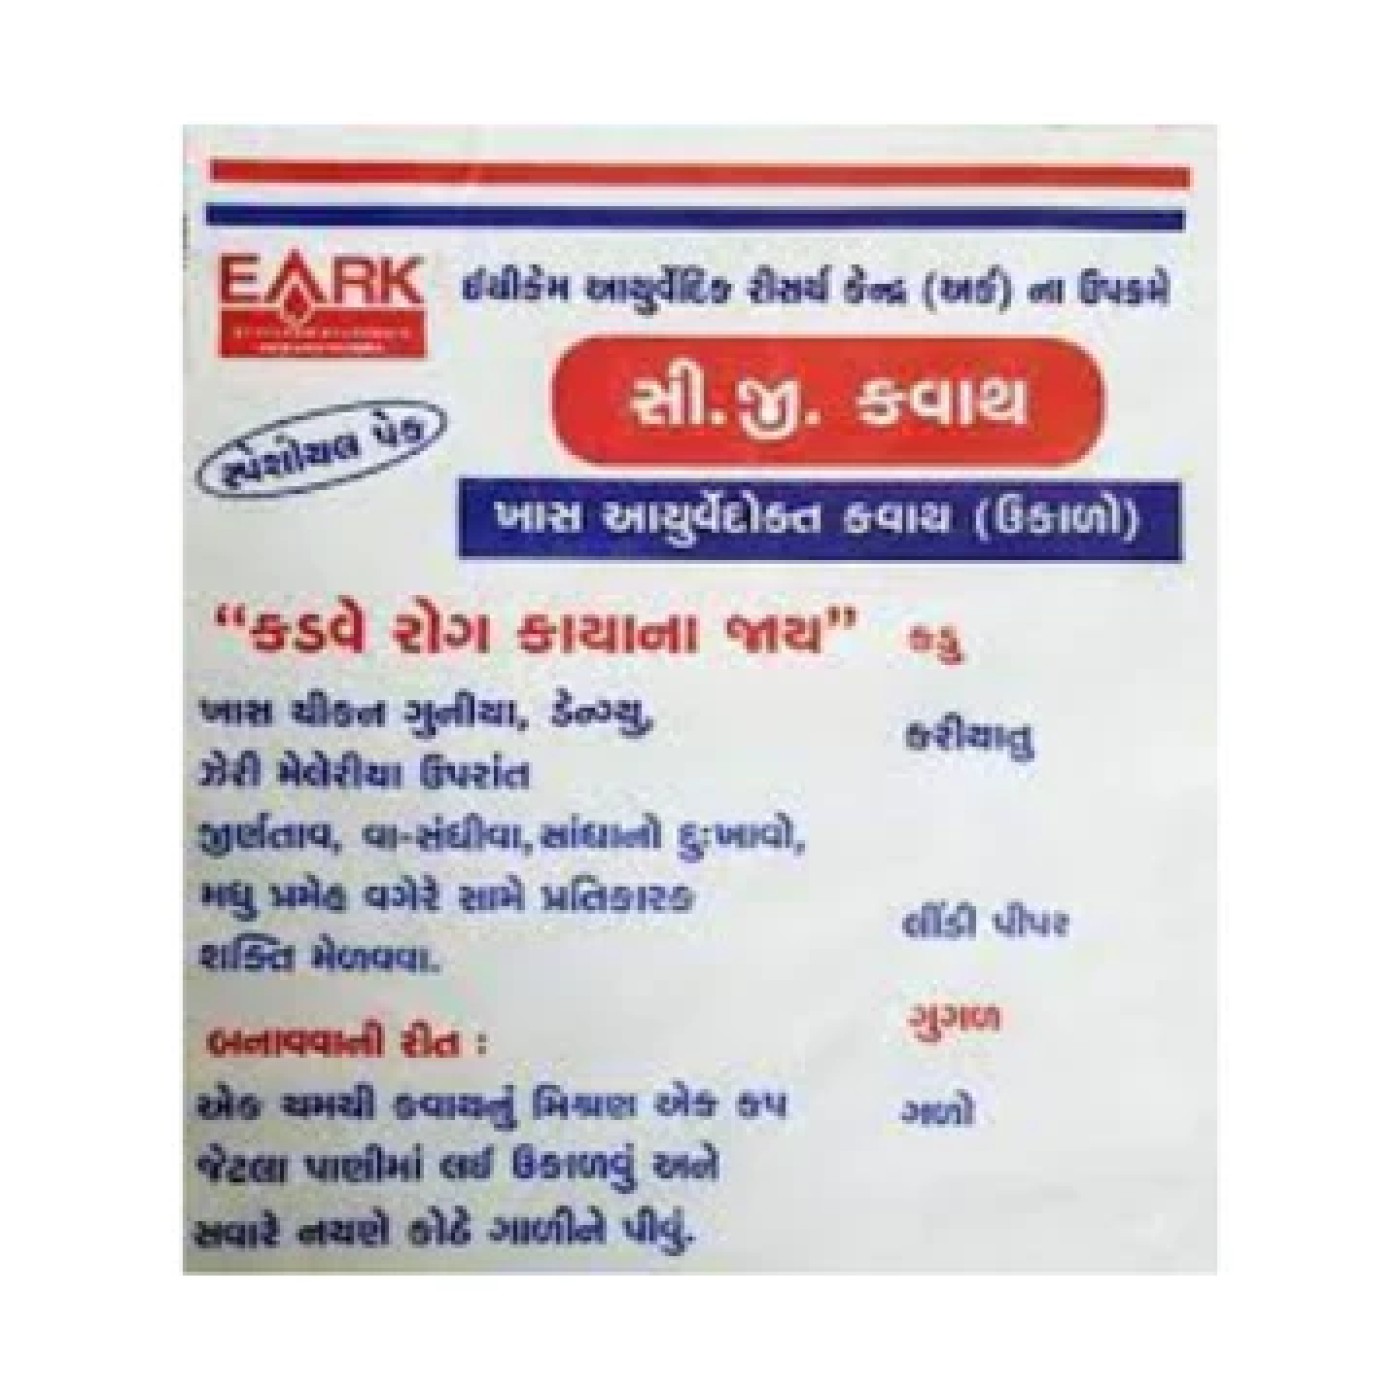 EARK
ઇચીકેમ આયુર્વેદિક રીસર્ચ કેન્દ્ર (અર્ક) ના ઉપક્રમે
સી.જી. કવાથ
સ્પેશીયલ પેક
ખાસ આયુર્વેદોક્ત કવાથ (ઉકાળો)
“કડવે રોગ કાયાના જાય”
ખાસ ચીકન ગુનીયા, ડેન્ગ્યુ,
ઝેરી મેલેરીયા ઉપરાંત
જીર્ણતાવ, વા-સંધીવા, સાંધાનો દુઃખાવો,
મધુ પ્રમેહ વગેરે સામે પ્રતિકારક
શક્તિ મેળવવા.
બનાવવાની રીત :
એક ચમચી કવાથનું મિશ્રણ એક કપ
જેટલા પાણીમાં લઈ ઉકાળવું અને
સવારે નયણે કોઠે ગાળીને પીવું.
કડુ
કરીયાતુ
લીંડી પીપર
ગુગળ
ગળો